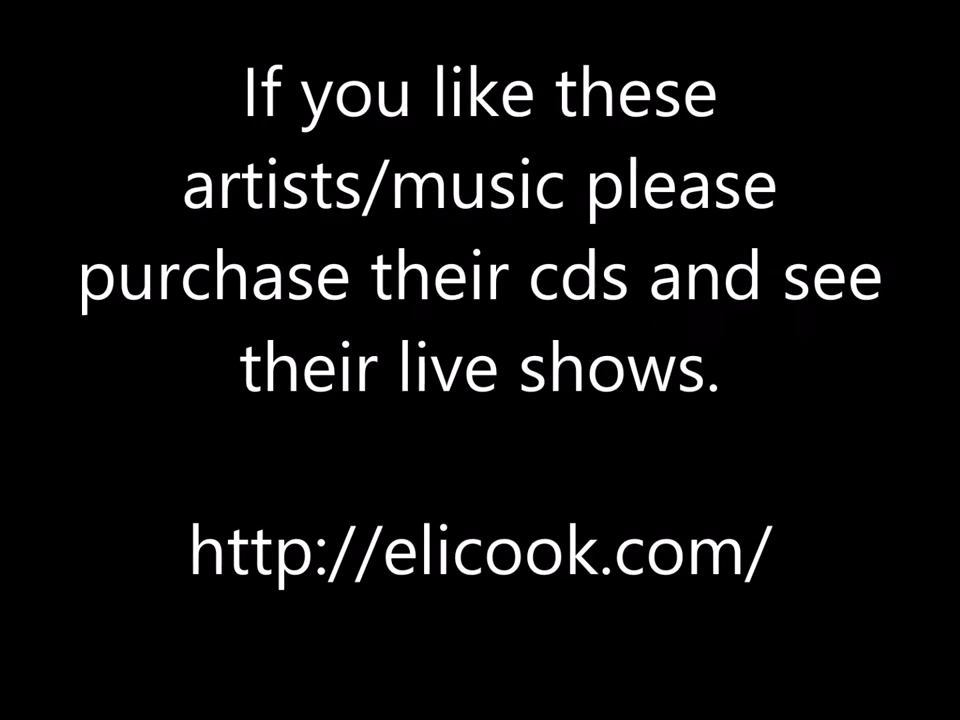 If you like these
artists/music please
purchase their cds and see
their live shows.
http://elicook.com/